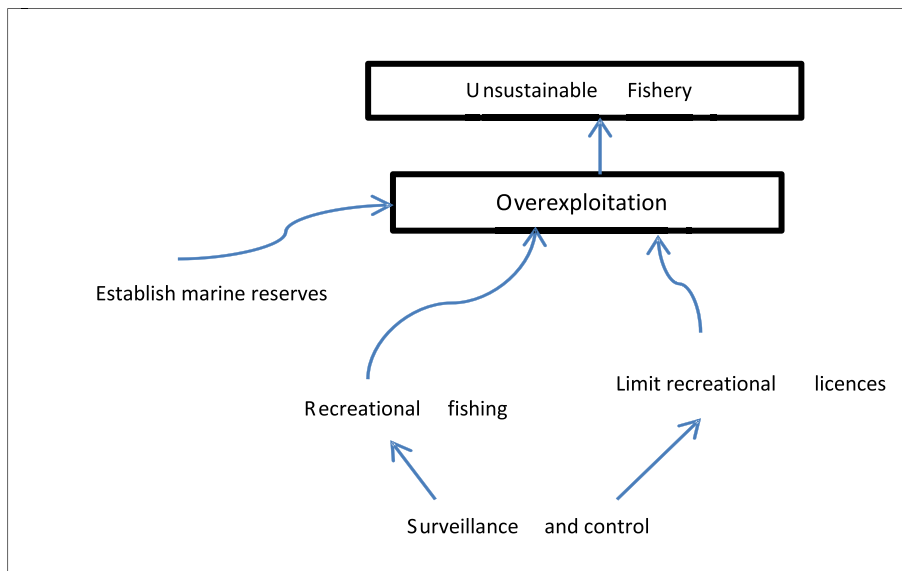 Unsustainable Fishery
Overexploitation
Establish marine reserves
Limit recreational licences
Recreational fishing
Surveillance and control